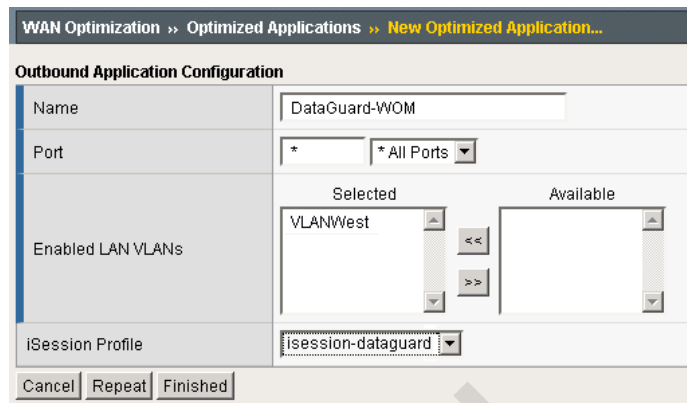 WAN Optimization ›› Optimized Applications ›› New Optimized Application...
Outbound Application Configuration
Name DataGuard-WOM
Port * * All Ports
Selected Available
Enabled LAN VLANs VLANWest << >>
iSession Profile isession-dataguard
Cancel Repeat Finished